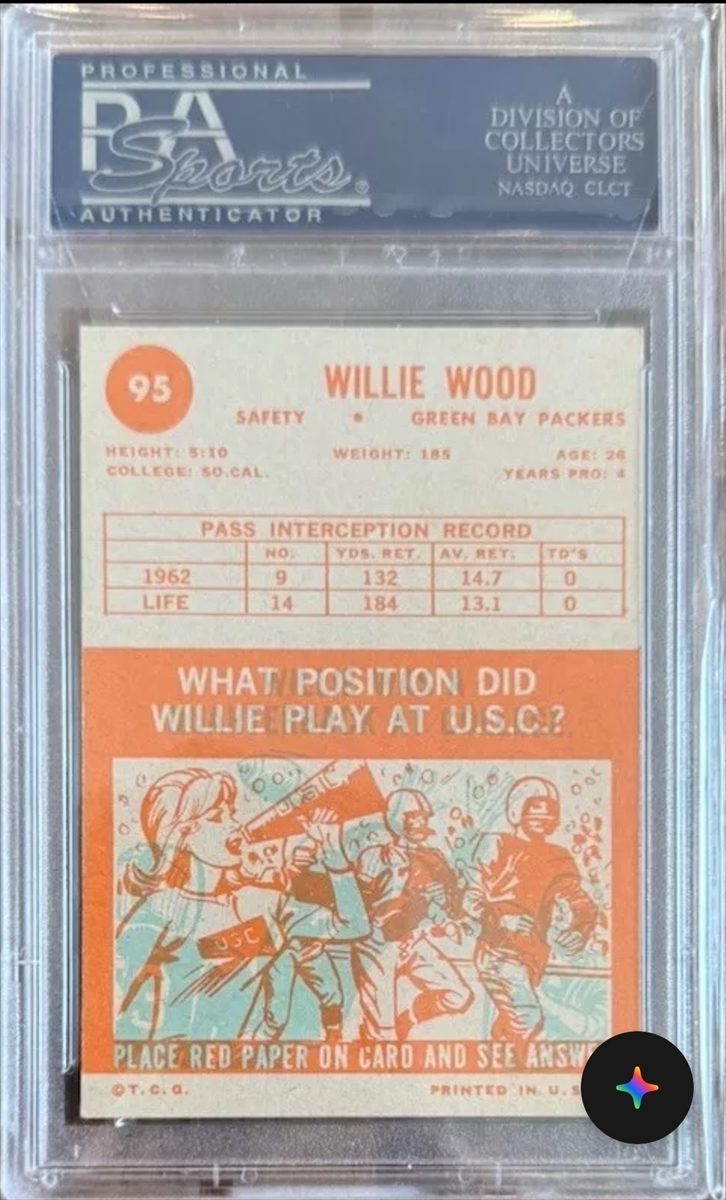 PROFESSIONAL
PSA
Sports®
AUTHENTICATOR
A
DIVISION OF
COLLECTORS
UNIVERSE
NASDAQ CLCT
95
WILLIE WOOD
SAFETY • GREEN BAY PACKERS
HEIGHT: 5:10 WEIGHT: 185 AGE: 26
COLLEGE: SO. CAL. YEARS PRO: 4
PASS INTERCEPTION RECORD
NO. YDS. RET. AV. RET. TD'S
1962 9 132 14.7 0
LIFE 14 184 13.1 0
WHAT POSITION DID
WILLIE PLAY AT U.S.C.?
USC
USC
PLACE RED PAPER ON CARD AND SEE
©T.C.G. PRINTED IN U.S